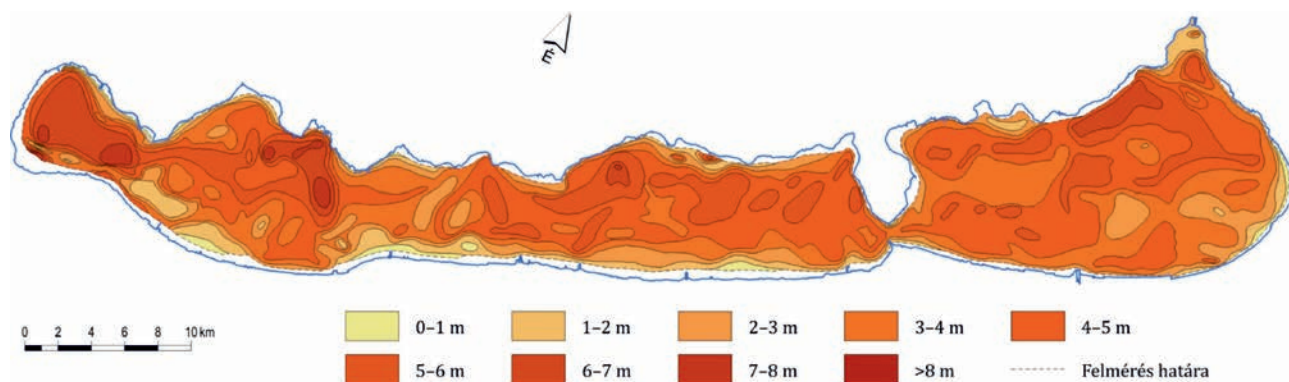 É
0 2 4 6 8 10 km
0–1 m 1–2 m 2–3 m 3–4 m 4–5 m
5–6 m 6–7 m 7–8 m >8 m Felmérés határa